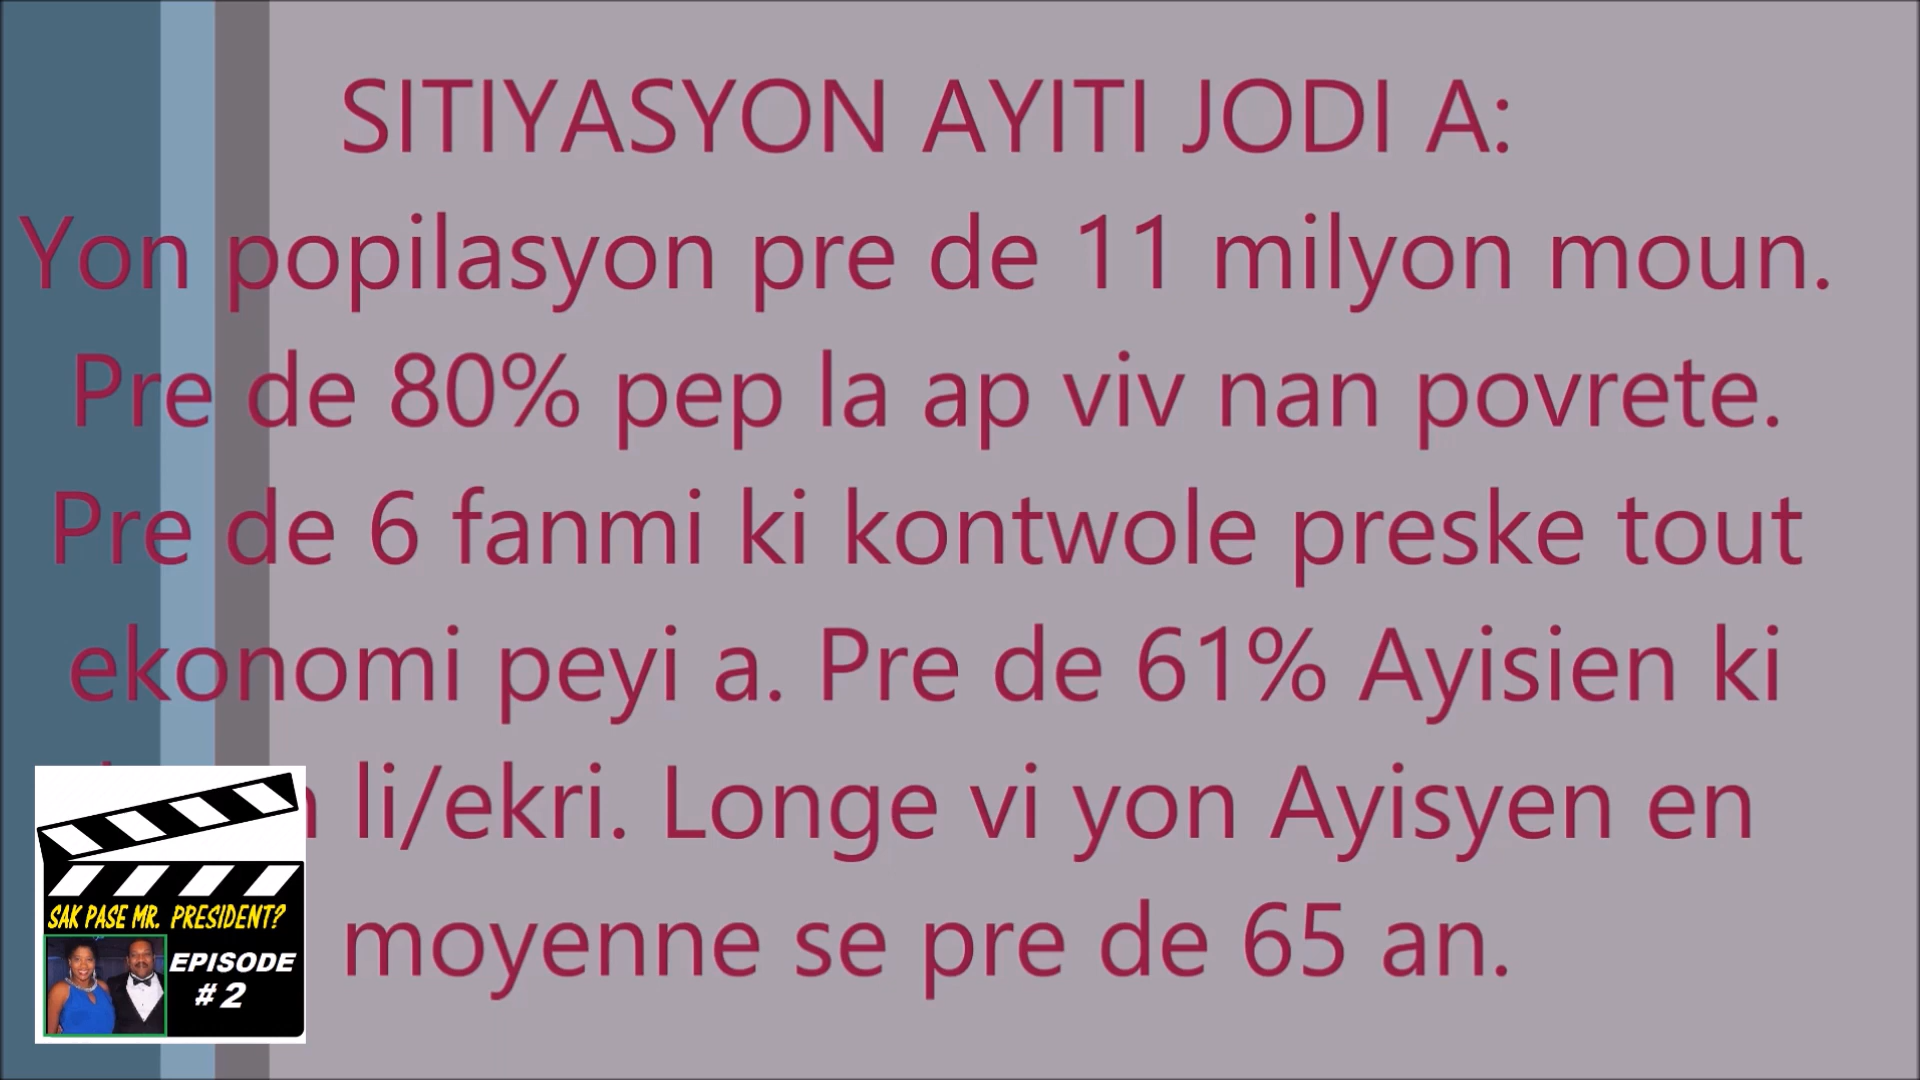 SITIYASYON AYITI JODI A:
Yon popilasyon pre de 11 milyon moun.
Pre de 80% pep la ap viv nan povrete.
Pre de 6 fanmi ki kontwole preske tout
ekonomi peyi a. Pre de 61% Ayisien ki
li/ekri. Longe vi yon Ayisyen en
moyenne se pre de 65 an.
SAK PASE MR. PRESIDENT?
EPISODE
#2